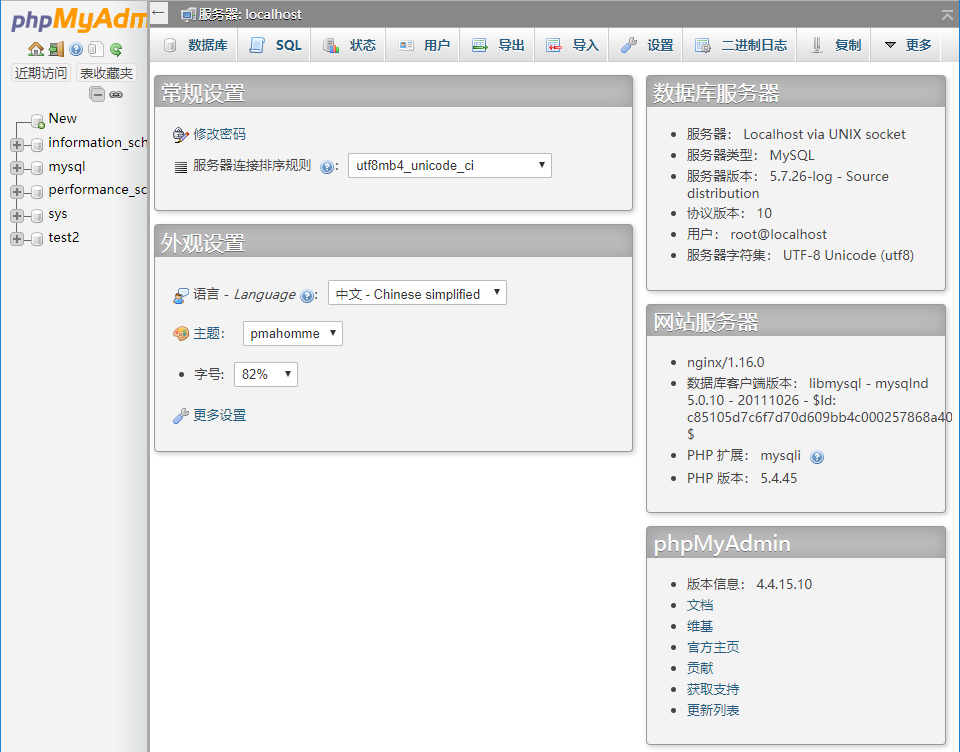 phpMyAdm
近期访问 表收藏夹
New
information_sch
mysql
performance_sc
sys
test2
服务器: localhost
数据库 SQL 状态 用户 导出 导入 设置 二进制日志 复制 更多
常规设置
修改密码
服务器连接排序规则 : utf8mb4_unicode_ci
外观设置
语言 - Language : 中文 - Chinese simplified
主题: pmahomme
字号: 82%
更多设置
数据库服务器
服务器: Localhost via UNIX socket
服务器类型: MySQL
服务器版本: 5.7.26-log - Source
distribution
协议版本: 10
用户: root@localhost
服务器字符集: UTF-8 Unicode (utf8)
网站服务器
nginx/1.16.0
数据库客户端版本: libmysql - mysqlnd
5.0.10 - 20111026 - $Id:
c85105d7c6f7d70d609bb4c000257868a40
$
PHP 扩展: mysqli
PHP 版本: 5.4.45
phpMyAdmin
版本信息: 4.4.15.10
文档
维基
官方主页
贡献
获取支持
更新列表